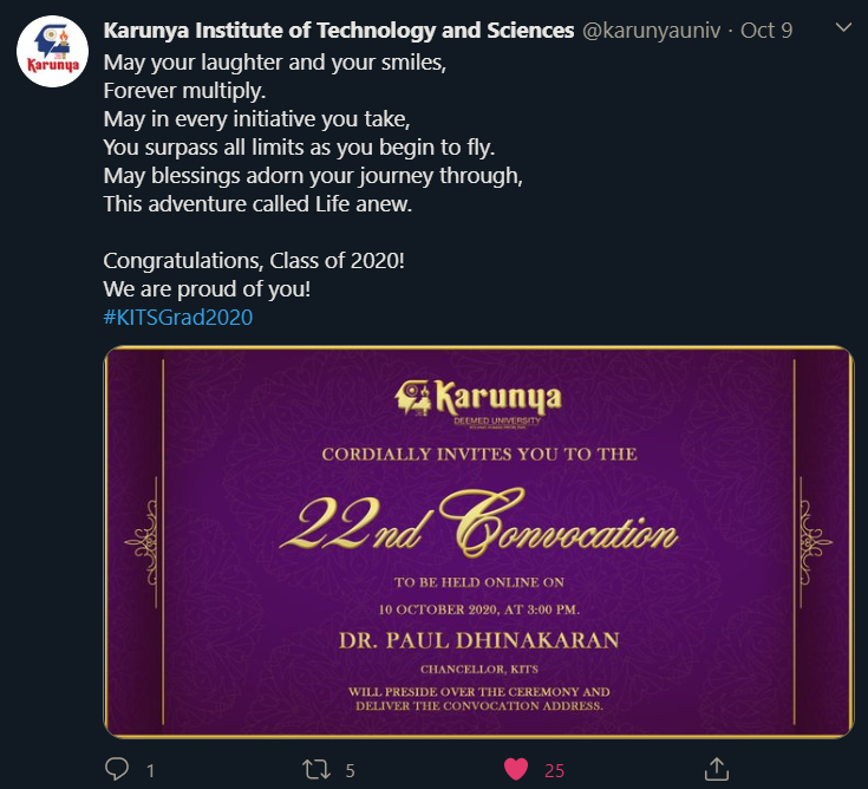 Karunya Institute of Technology and Sciences @karunyauniv · Oct 9
Karunya
May your laughter and your smiles,
Forever multiply.
May in every initiative you take,
You surpass all limits as you begin to fly.
May blessings adorn your journey through,
This adventure called Life anew.
Congratulations, Class of 2020!
We are proud of you!
#KITSGrad2020
Karunya
DEEMED UNIVERSITY
CORDIALLY INVITES YOU TO THE
22nd Convocation
TO BE HELD ONLINE ON
10 OCTOBER 2020, AT 3:00 PM.
DR. PAUL DHINAKARAN
CHANCELLOR, KITS
WILL PRESIDE OVER THE CEREMONY AND
DELIVER THE CONVOCATION ADDRESS.
1 5 25